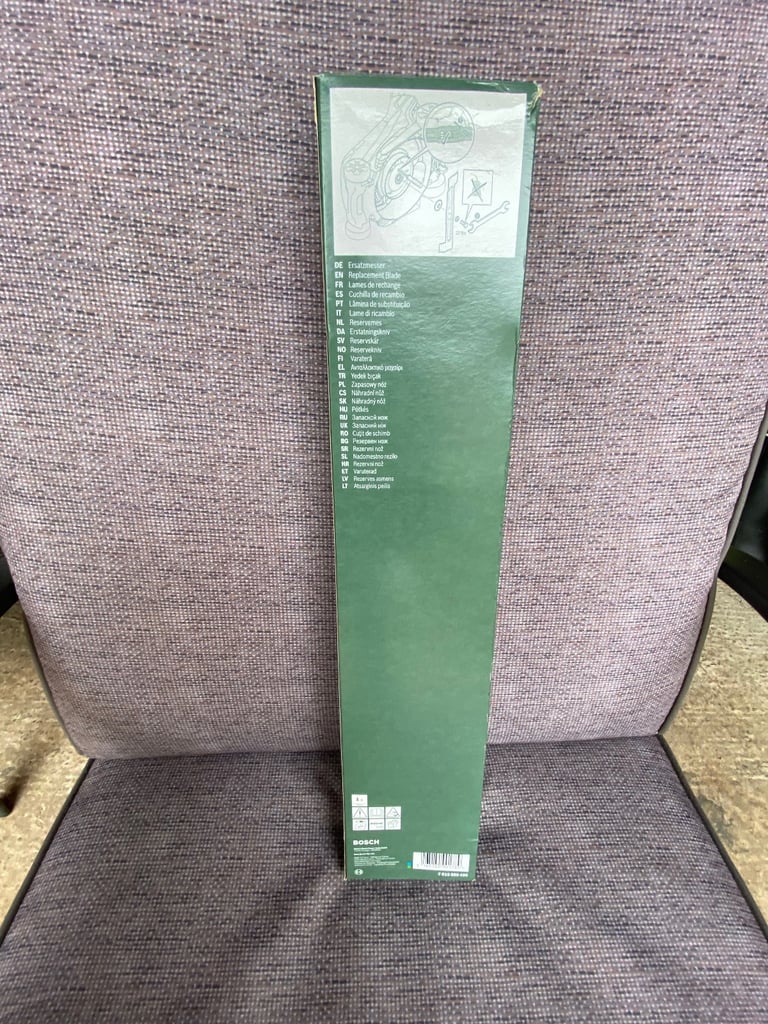 DE Ersatzmesser
EN Replacement Blade
FR Lames de rechange
ES Cuchilla de recambio
PT Lâmina de substituição
IT Lame di ricambio
NL Reservemes
DA Erstatningskniv
SV Reservskär
NO Reservekniv
FI Varaterä
EL Ανταλλακτικό μαχαίρι
TR Yedek bıçak
PL Zapasowy nóż
CS Náhradní nůž
SK Náhradný nôž
HU Pótkés
RU Запасной нож
UK Запасний ніж
RO Cuţit de schimb
BG Резервен нож
SR Rezervni nož
SL Nadomestno rezilo
HR Rezervni nož
ET Varuterad
LV Rezerves asmens
LT Atsarginis peilis
BOSCH